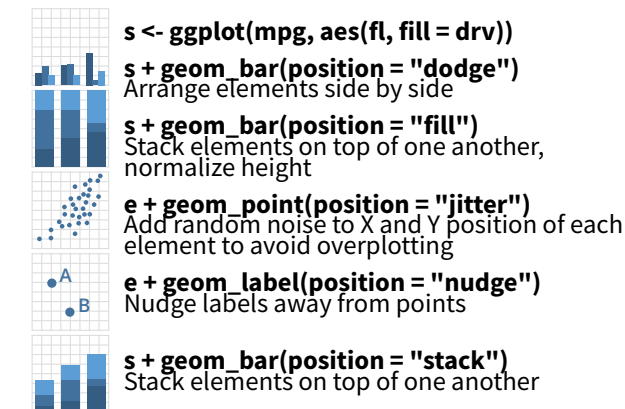 s <- ggplot(mpg, aes(fl, fill = drv))
s + geom_bar(position = "dodge")
Arrange elements side by side
s + geom_bar(position = "fill")
Stack elements on top of one another,
normalize height
e + geom_point(position = "jitter")
Add random noise to X and Y position of each
element to avoid overplotting
A
e + geom_label(position = "nudge")
B
Nudge labels away from points
s + geom_bar(position = "stack")
Stack elements on top of one another